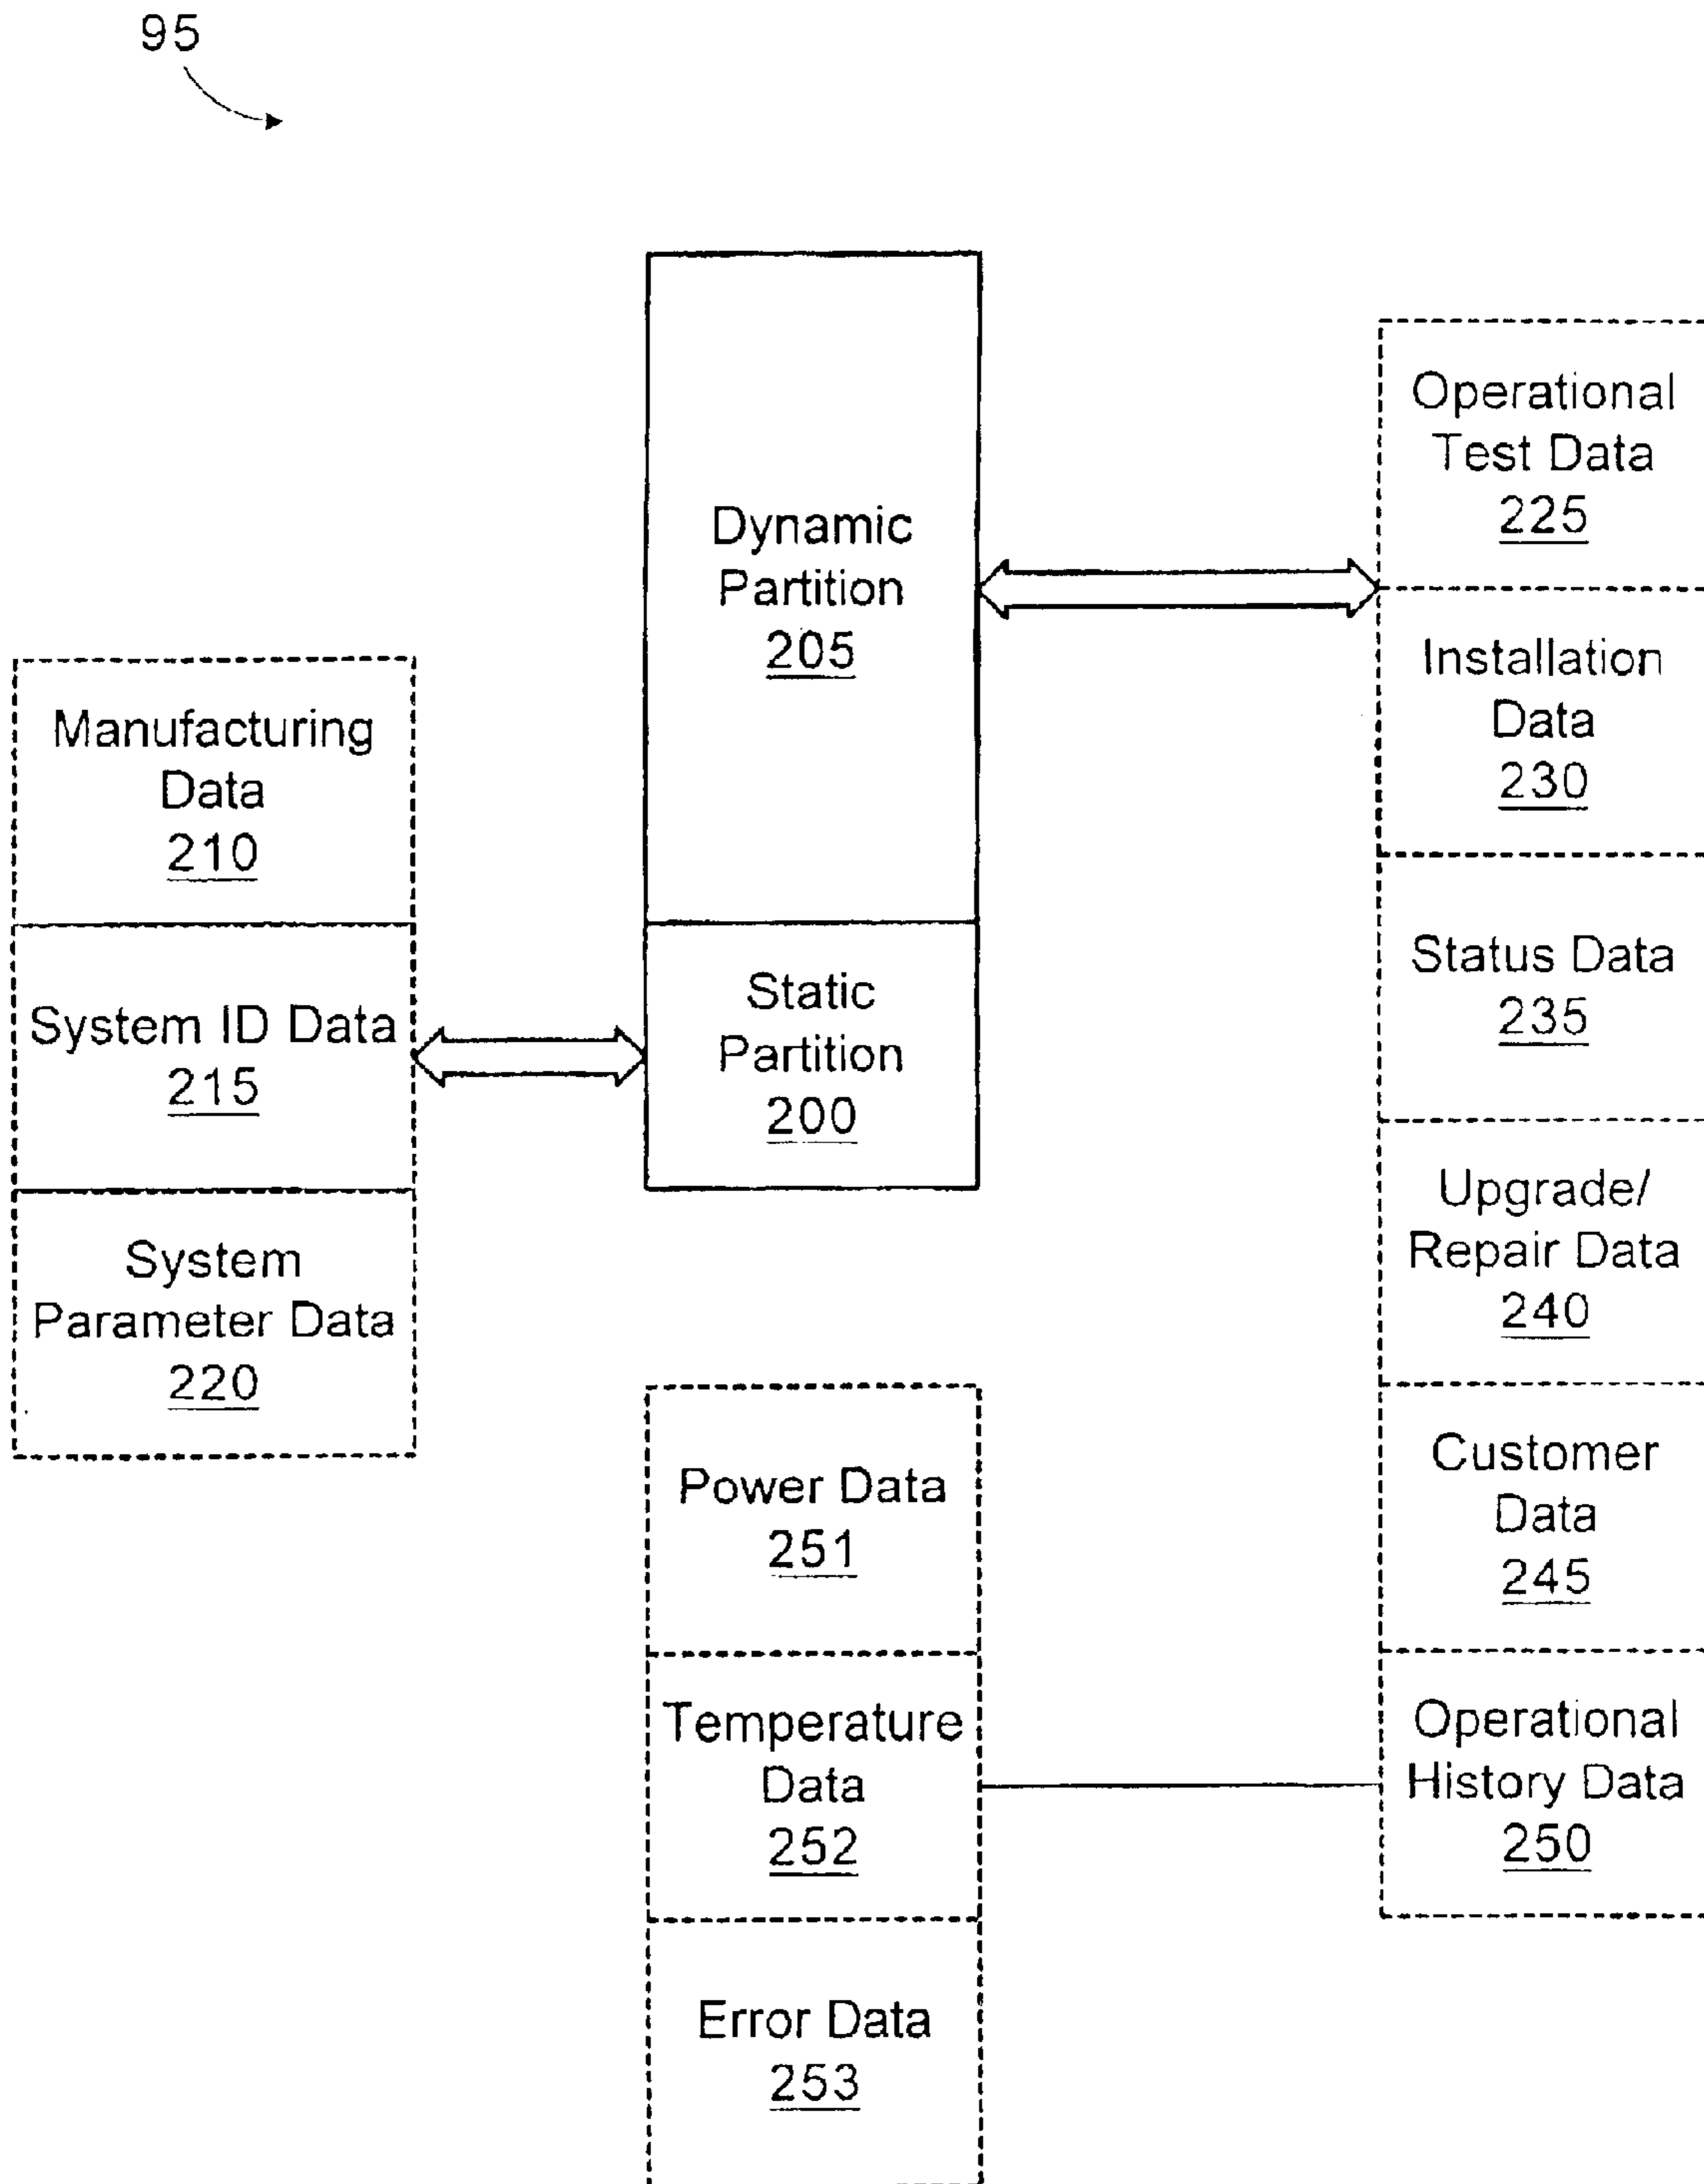 95
Dynamic
Partition
205
Static
Partition
200
Manufacturing
Data
210
System ID Data
215
System
Parameter Data
220
Operational
Test Data
225
Installation
Data
230
Status Data
235
Upgrade/
Repair Data
240
Customer
Data
245
Operational
History Data
250
Power Data
251
Temperature
Data
252
Error Data
253